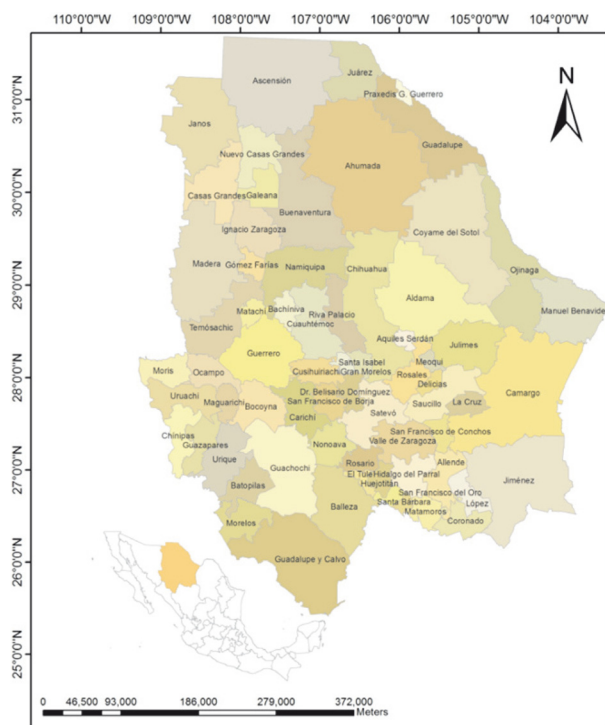 110°0'0"W 109°0'0"W 108°0'0"W 107°0'0"W 106°0'0"W 105°0'0"W 104°0'0"W
31°0'0"N
30°0'0"N
29°0'0"N
28°0'0"N
27°0'0"N
26°0'0"N
25°0'0"N
N
Ascensión
Juárez
Praxedis G. Guerrero
Janos
Guadalupe
Nuevo Casas Grandes
Ahumada
Casas Grandes
Galeana
Buenaventura
Ignacio Zaragoza
Coyame del Sotol
Madera
Gómez Farías
Namiquipa
Chihuahua
Ojinaga
Aldama
Manuel Benavide
Matachí
Bachíniva
Riva Palacio
Cuauhtémoc
Temósachic
Aquiles Serdán
Guerrero
Julimes
Santa Isabel
Meoqui
Moris
Ocampo
Cusihuiriachi
Gran Morelos
Rosales
Delicias
Camargo
Uruachi
Maguarichi
Bocoyna
Dr. Belisario Domínguez
San Francisco de Borja
Saucillo
La Cruz
Carichí
Satevó
Chínipas
Guazapares
San Francisco de Conchos
Nonoava
Valle de Zaragoza
Urique
Guachochi
Rosario
Allende
El Tule
Hidalgo del Parral
Jiménez
Batopilas
Huejotitán
San Francisco del Oro
Santa Bárbara
López
Balleza
Matamoros
Morelos
Coronado
Guadalupe y Calvo
0 46,500 93,000 186,000 279,000 372,000
Meters